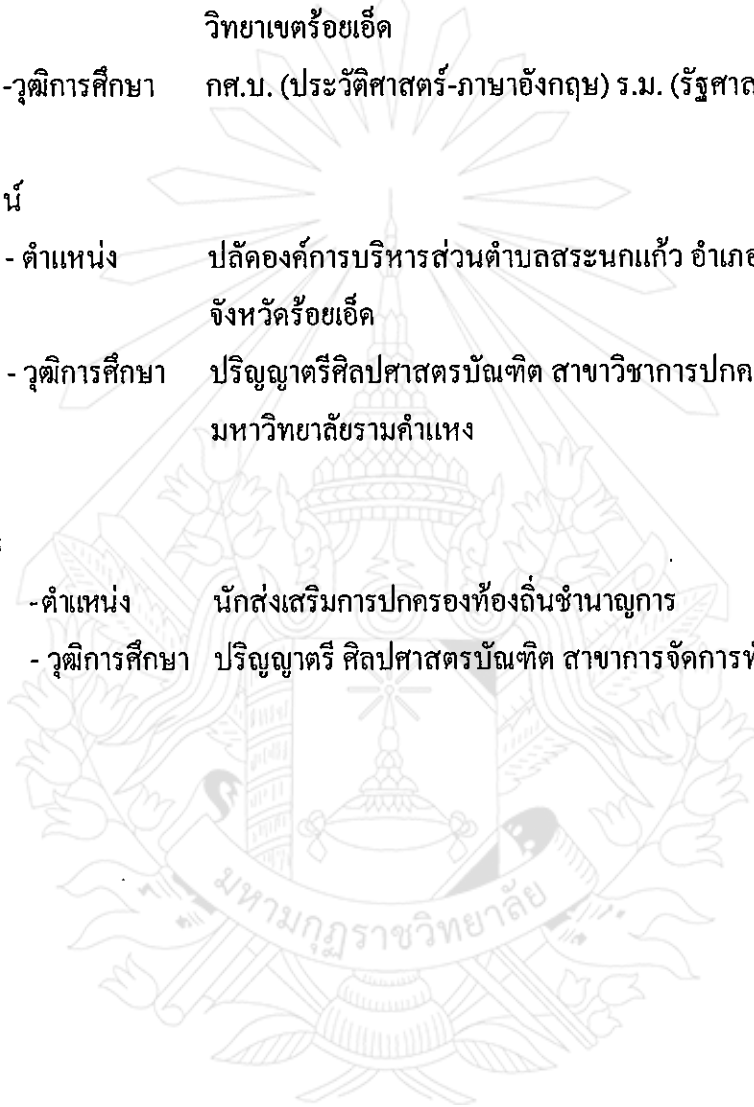 วิทยาเขตร้อยเอ็ด
-วุฒิการศึกษา กศ.บ. (ประวัติศาสตร์-ภาษาอังกฤษ) ร.ม. (รัฐศาส
น์
- ตำแหน่ง ปลัดองค์การบริหารส่วนตำบลสระนกแก้ว อำเภอ
จังหวัดร้อยเอ็ด
- วุฒิการศึกษา ปริญญาตรีศิลปศาสตรบัณฑิต สาขาวิชาการปกค
มหาวิทยาลัยรามคำแหง
-ตำแหน่ง นักส่งเสริมการปกครองท้องถิ่นชำนาญการ
- วุฒิการศึกษา ปริญญาตรี ศิลปศาสตรบัณฑิต สาขาการจัดการท
มหามกุฏราชวิทยาลัย